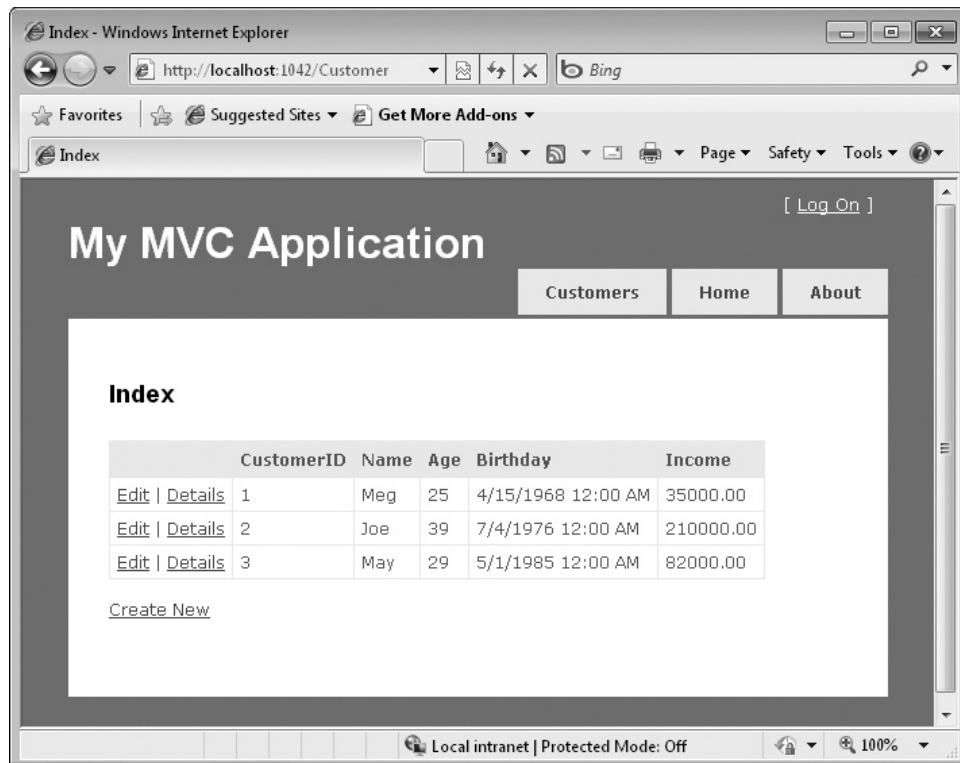 Index - Windows Internet Explorer
http://localhost:1042/Customer
Bing
Favorites
Suggested Sites
Get More Add-ons
Index
Page
Safety
Tools
[ Log On ]
My MVC Application
Customers
Home
About
Index
CustomerID Name Age Birthday Income
Edit | Details 1 Meg 25 4/15/1968 12:00 AM 35000.00
Edit | Details 2 Joe 39 7/4/1976 12:00 AM 210000.00
Edit | Details 3 May 29 5/1/1985 12:00 AM 82000.00
Create New
Local intranet | Protected Mode: Off
100%